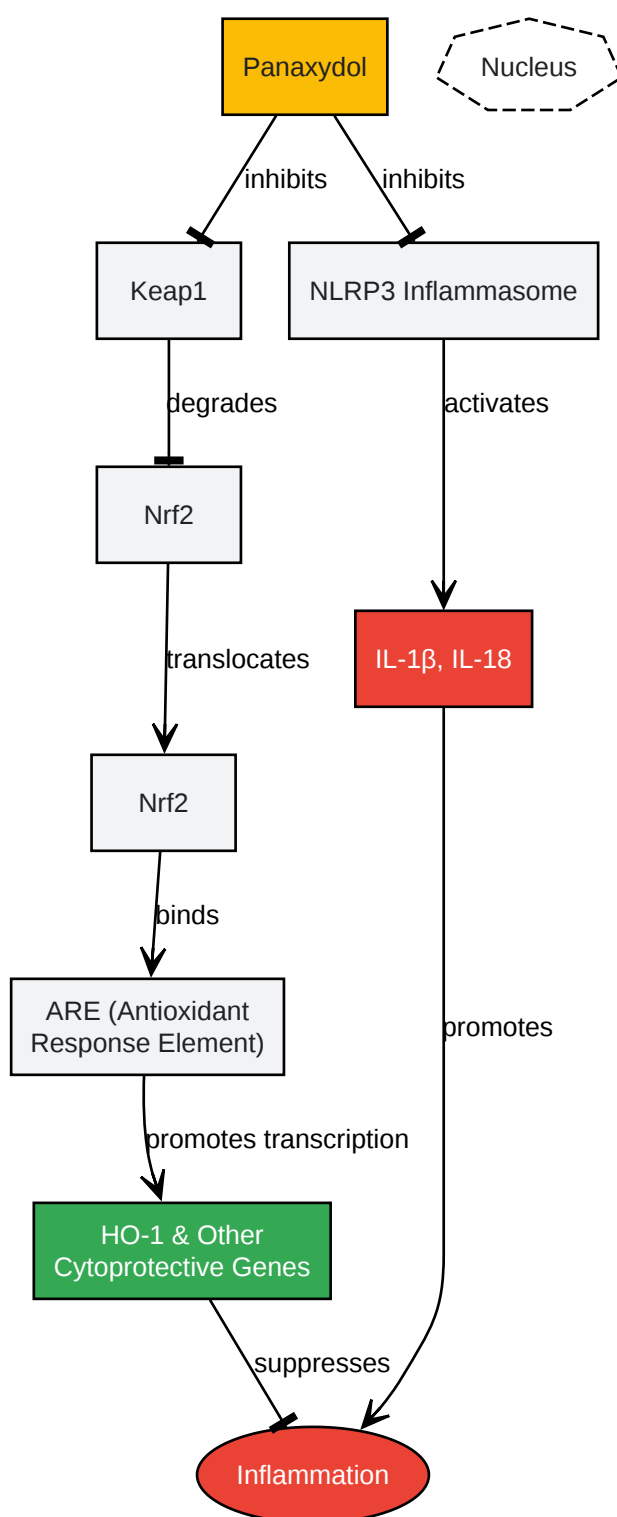 Panaxydol
Nucleus
inhibits
inhibits
Keap1
NLRP3 Inflammasome
degrades
activates
Nrf2
translocates
IL-1β, IL-18
Nrf2
binds
ARE (Antioxidant
Response Element)
promotes
promotes transcription
HO-1 & Other
Cytoprotective Genes
suppresses
Inflammation